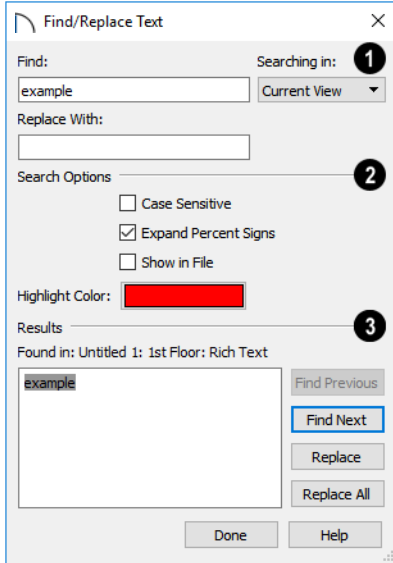 Find/Replace Text
Find:
Searching in:
1
example
Current View
Replace With:
Search Options
2
Case Sensitive
Expand Percent Signs
Show in File
Highlight Color:
Results
3
Found in: Untitled 1: 1st Floor: Rich Text
example
Find Previous
Find Next
Replace
Replace All
Done
Help